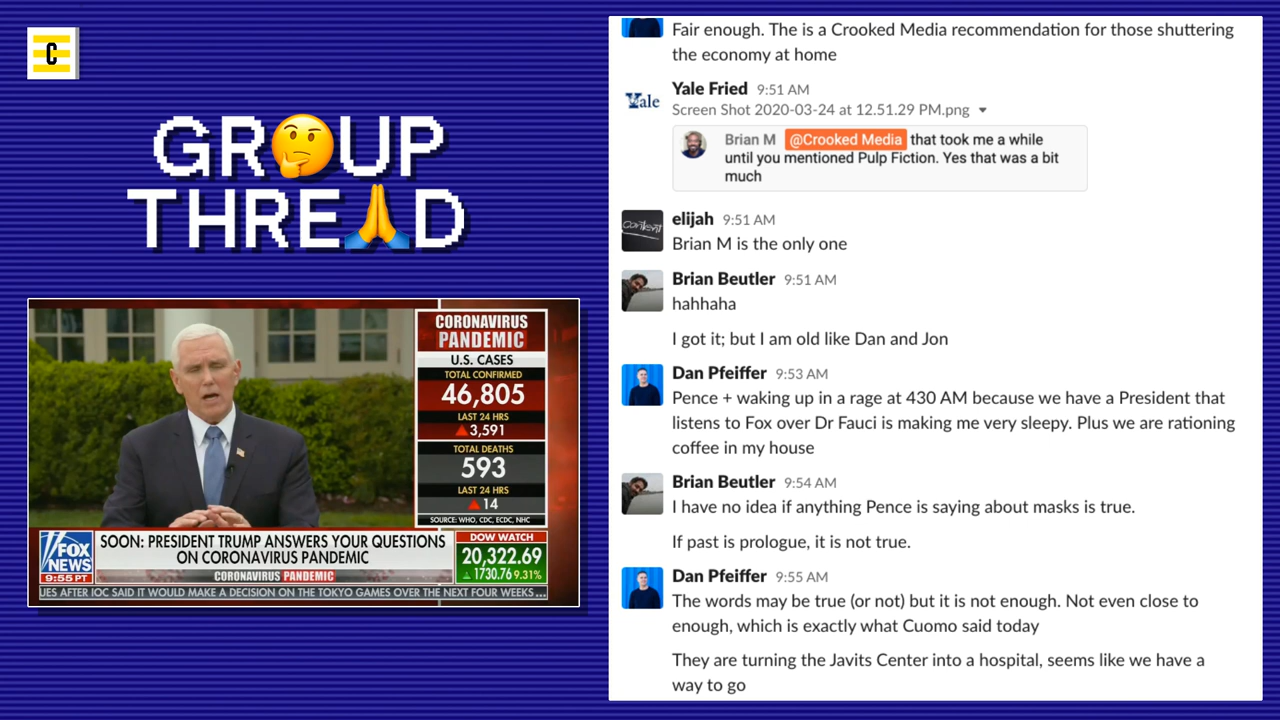 C
GR🤔UP
THRE🙏D
CORONAVIRUS
PANDEMIC
U.S. CASES
TOTAL CONFIRMED
46,805
LAST 24 HRS
▲3,591
TOTAL DEATHS
593
LAST 24 HRS
▲14
SOURCE: WHO, CDC, ECDC, NHC
FOX
NEWS
9:55 PT
SOON: PRESIDENT TRUMP ANSWERS YOUR QUESTIONS
ON CORONAVIRUS PANDEMIC
CORONAVIRUS PANDEMIC
DOW WATCH
20,322.69
▲1730.76 9.31%
UES AFTER IOC SAID IT WOULD MAKE A DECISION ON THE TOKYO GAMES OVER THE NEXT FOUR WEEKS...
Fair enough. The is a Crooked Media recommendation for those shuttering
the economy at home
Yale Fried 9:51 AM
Yale
Screen Shot 2020-03-24 at 12.51.29 PM.png
Brian M @Crooked Media that took me a while
until you mentioned Pulp Fiction. Yes that was a bit
much
elijah 9:51 AM
content
Brian M is the only one
Brian Beutler 9:51 AM
hahhaha
I got it; but I am old like Dan and Jon
Dan Pfeiffer 9:53 AM
Pence + waking up in a rage at 430 AM because we have a President that
listens to Fox over Dr Fauci is making me very sleepy. Plus we are rationing
coffee in my house
Brian Beutler 9:54 AM
I have no idea if anything Pence is saying about masks is true.
If past is prologue, it is not true.
Dan Pfeiffer 9:55 AM
The words may be true (or not) but it is not enough. Not even close to
enough, which is exactly what Cuomo said today
They are turning the Javits Center into a hospital, seems like we have a
way to go